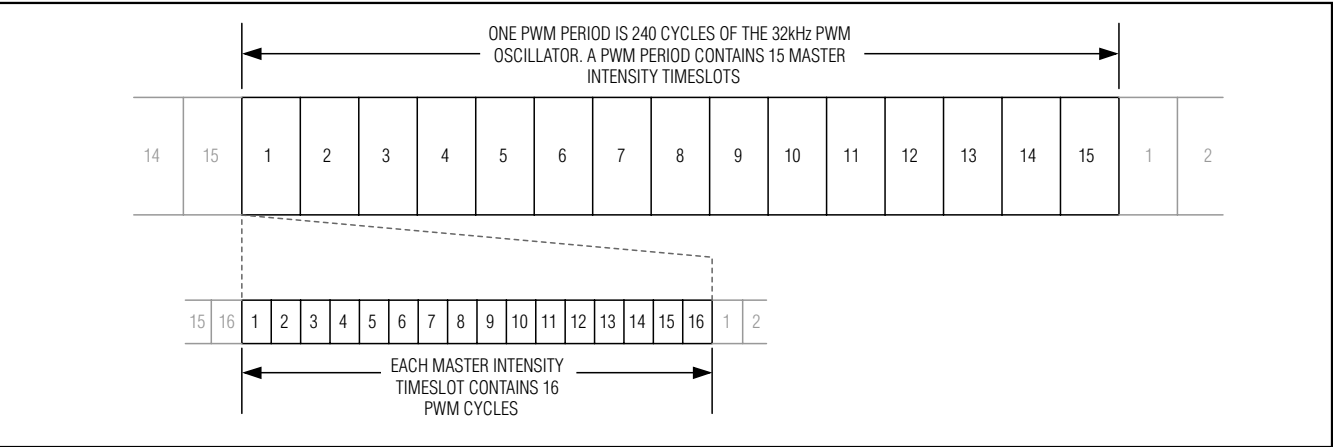 ONE PWM PERIOD IS 240 CYCLES OF THE 32kHz PWM
OSCILLATOR. A PWM PERIOD CONTAINS 15 MASTER
INTENSITY TIMESLOTS
14 15 1 2 3 4 5 6 7 8 9 10 11 12 13 14 15 1 2
15 16 1 2 3 4 5 6 7 8 9 10 11 12 13 14 15 16 1 2
EACH MASTER INTENSITY
TIMESLOT CONTAINS 16
PWM CYCLES